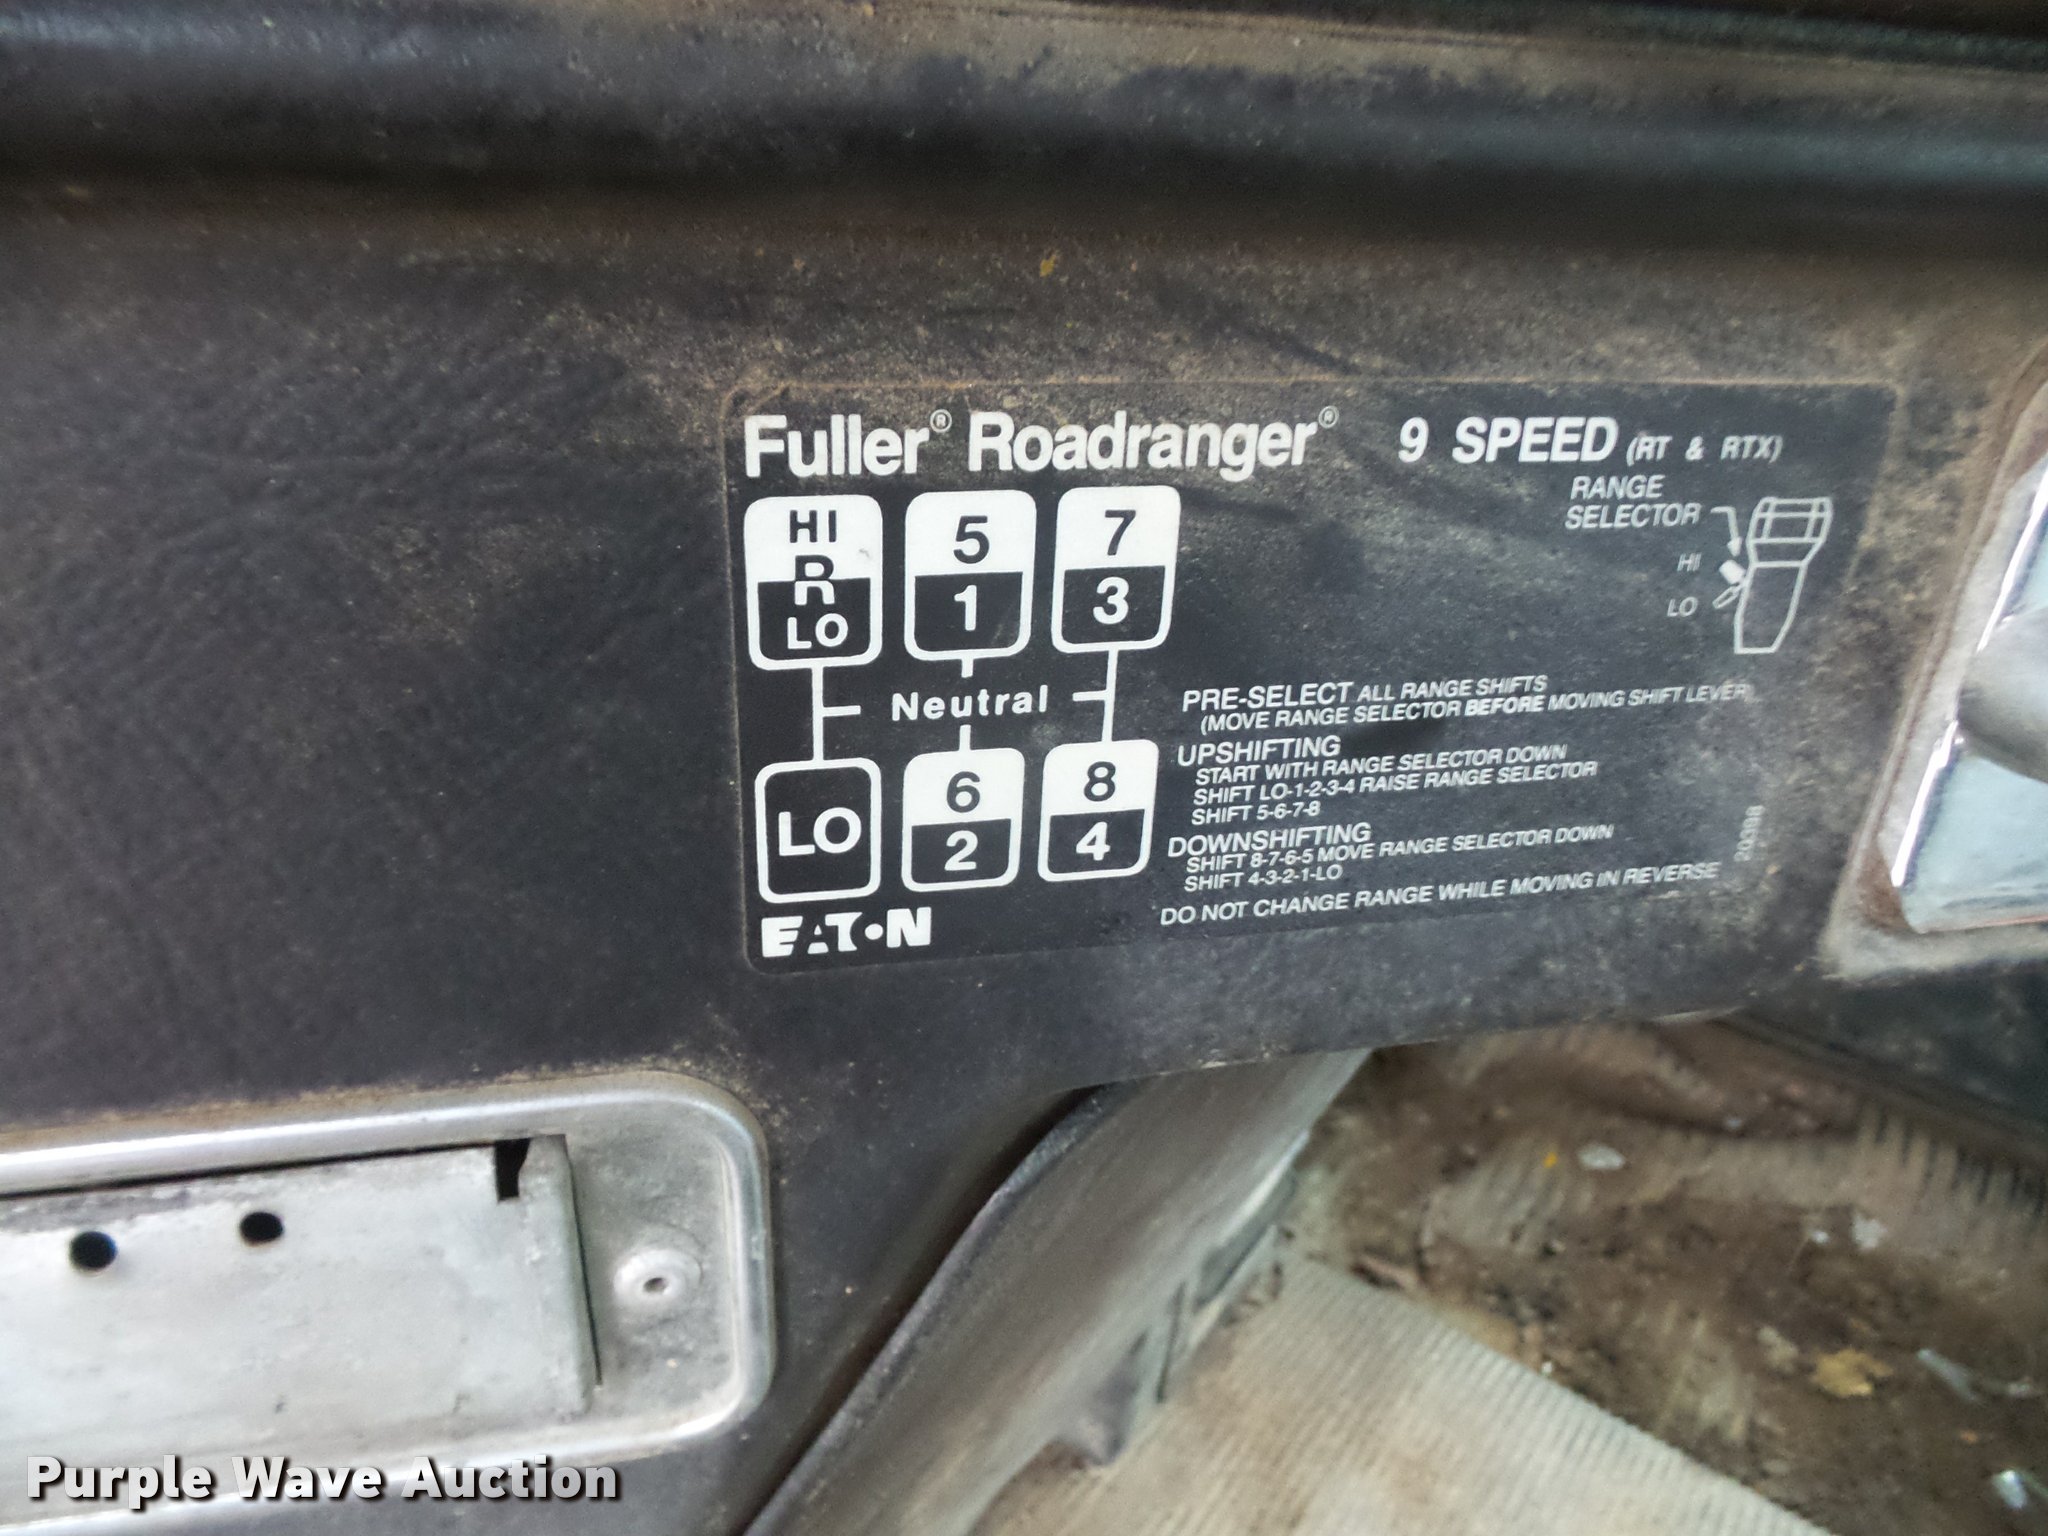 Fuller® Roadranger® 9 SPEED (RT & RTX)
HI R LO
5 1
7 3
RANGE
SELECTOR
HI
LO
Neutral
LO
6 2
8 4
PRE-SELECT ALL RANGE SHIFTS
(MOVE RANGE SELECTOR BEFORE MOVING SHIFT LEVER)
UPSHIFTING
START WITH RANGE SELECTOR DOWN
SHIFT LO-1-2-3-4 RAISE RANGE SELECTOR
SHIFT 5-6-7-8
DOWNSHIFTING
SHIFT 8-7-6-5 MOVE RANGE SELECTOR DOWN
SHIFT 4-3-2-1-LO
DO NOT CHANGE RANGE WHILE MOVING IN REVERSE
EATON
Purple Wave Auction